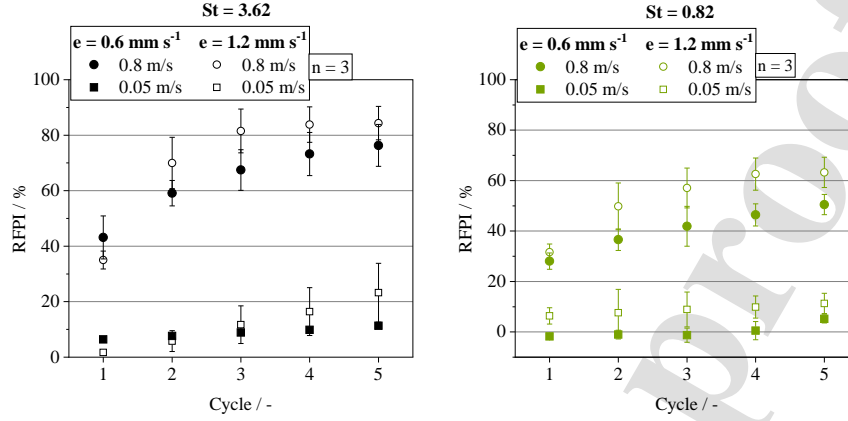 St = 3.62
e = 0.6 mm s-1 e = 1.2 mm s-1
0.8 m/s 0.8 m/s
0.05 m/s 0.05 m/s
n = 3
100
80
60
40
20
0
RFPI / %
1 2 3 4 5
Cycle / -
St = 0.82
e = 0.6 mm s-1 e = 1.2 mm s-1
0.8 m/s 0.8 m/s
0.05 m/s 0.05 m/s
n = 3
100
80
60
40
20
0
RFPI / %
1 2 3 4 5
Cycle / -
proo